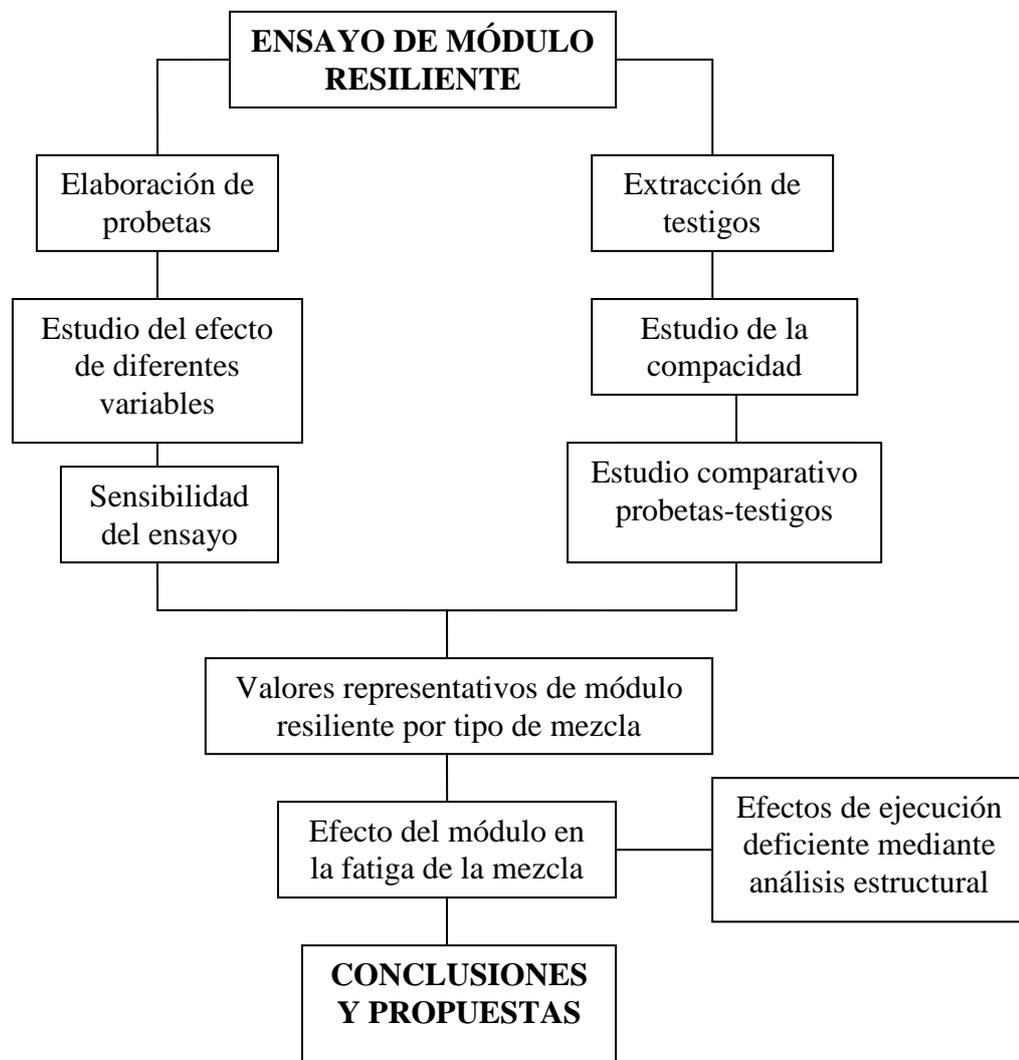 ENSAYO DE MÓDULO
RESILIENTE
Elaboración de
probetas
Extracción de
testigos
Estudio del efecto
de diferentes
variables
Estudio de la
compacidad
Sensibilidad
del ensayo
Estudio comparativo
probetas-testigos
Valores representativos de módulo
resiliente por tipo de mezcla
Efecto del módulo en
la fatiga de la mezcla
Efectos de ejecución
deficiente mediante
análisis estructural
CONCLUSIONES
Y PROPUESTAS